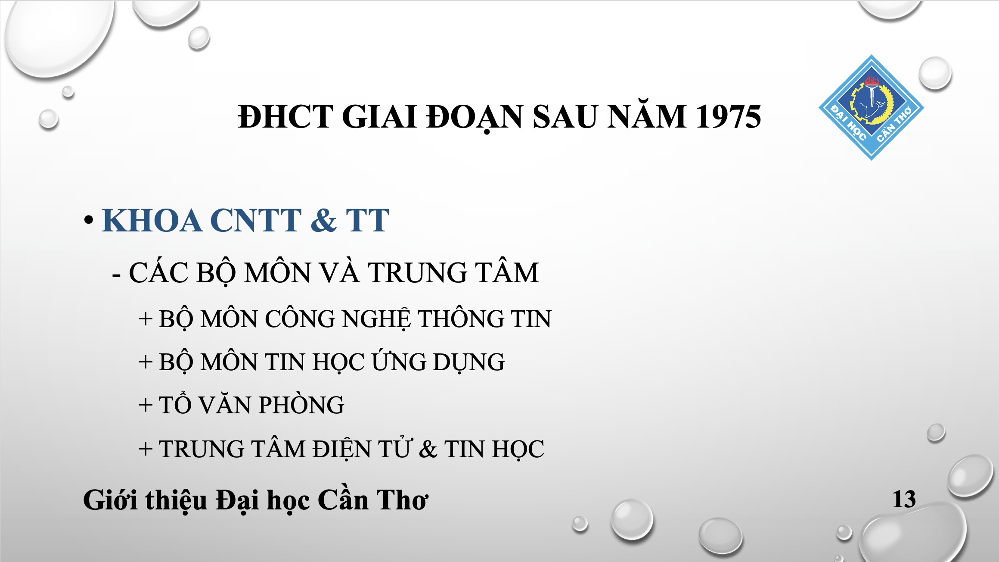 ĐHCT GIAI ĐOẠN SAU NĂM 1975
ĐẠI HỌC CẦN THƠ
• KHOA CNTT & TT
- CÁC BỘ MÔN VÀ TRUNG TÂM
+ BỘ MÔN CÔNG NGHỆ THÔNG TIN
+ BỘ MÔN TIN HỌC ỨNG DỤNG
+ TỔ VĂN PHÒNG
+ TRUNG TÂM ĐIỆN TỬ & TIN HỌC
Giới thiệu Đại học Cần Thơ
13